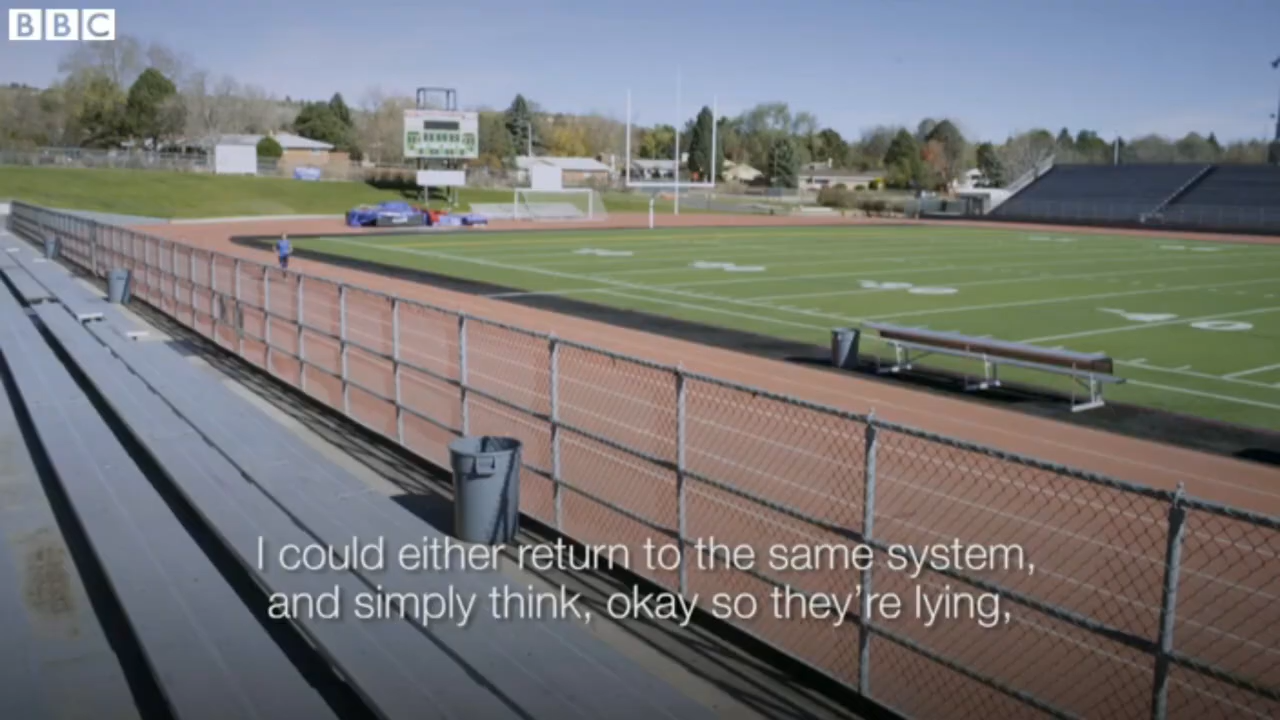 BBC
I could either return to the same system,
and simply think, okay so they're lying,